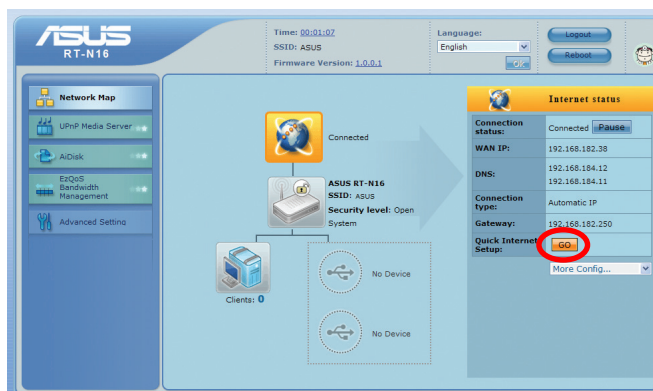 ASUS
RT-N16
Time: 00:01:07
SSID: ASUS
Firmware Version: 1.0.0.1
Language:
English
OK
Logout
Reboot
Network Map
UPnP Media Server
AiDisk
EzQoS
Bandwidth
Management
Advanced Setting
Connected
ASUS RT-N16
SSID: ASUS
Security level: Open
System
Clients: 0
No Device
No Device
Internet status
Connection
status:
Connected Pause
WAN IP: 192.168.182.38
DNS: 192.168.184.12
192.168.184.11
Connection
type:
Automatic IP
Gateway: 192.168.182.250
Quick Internet
Setup:
GO
More Config...